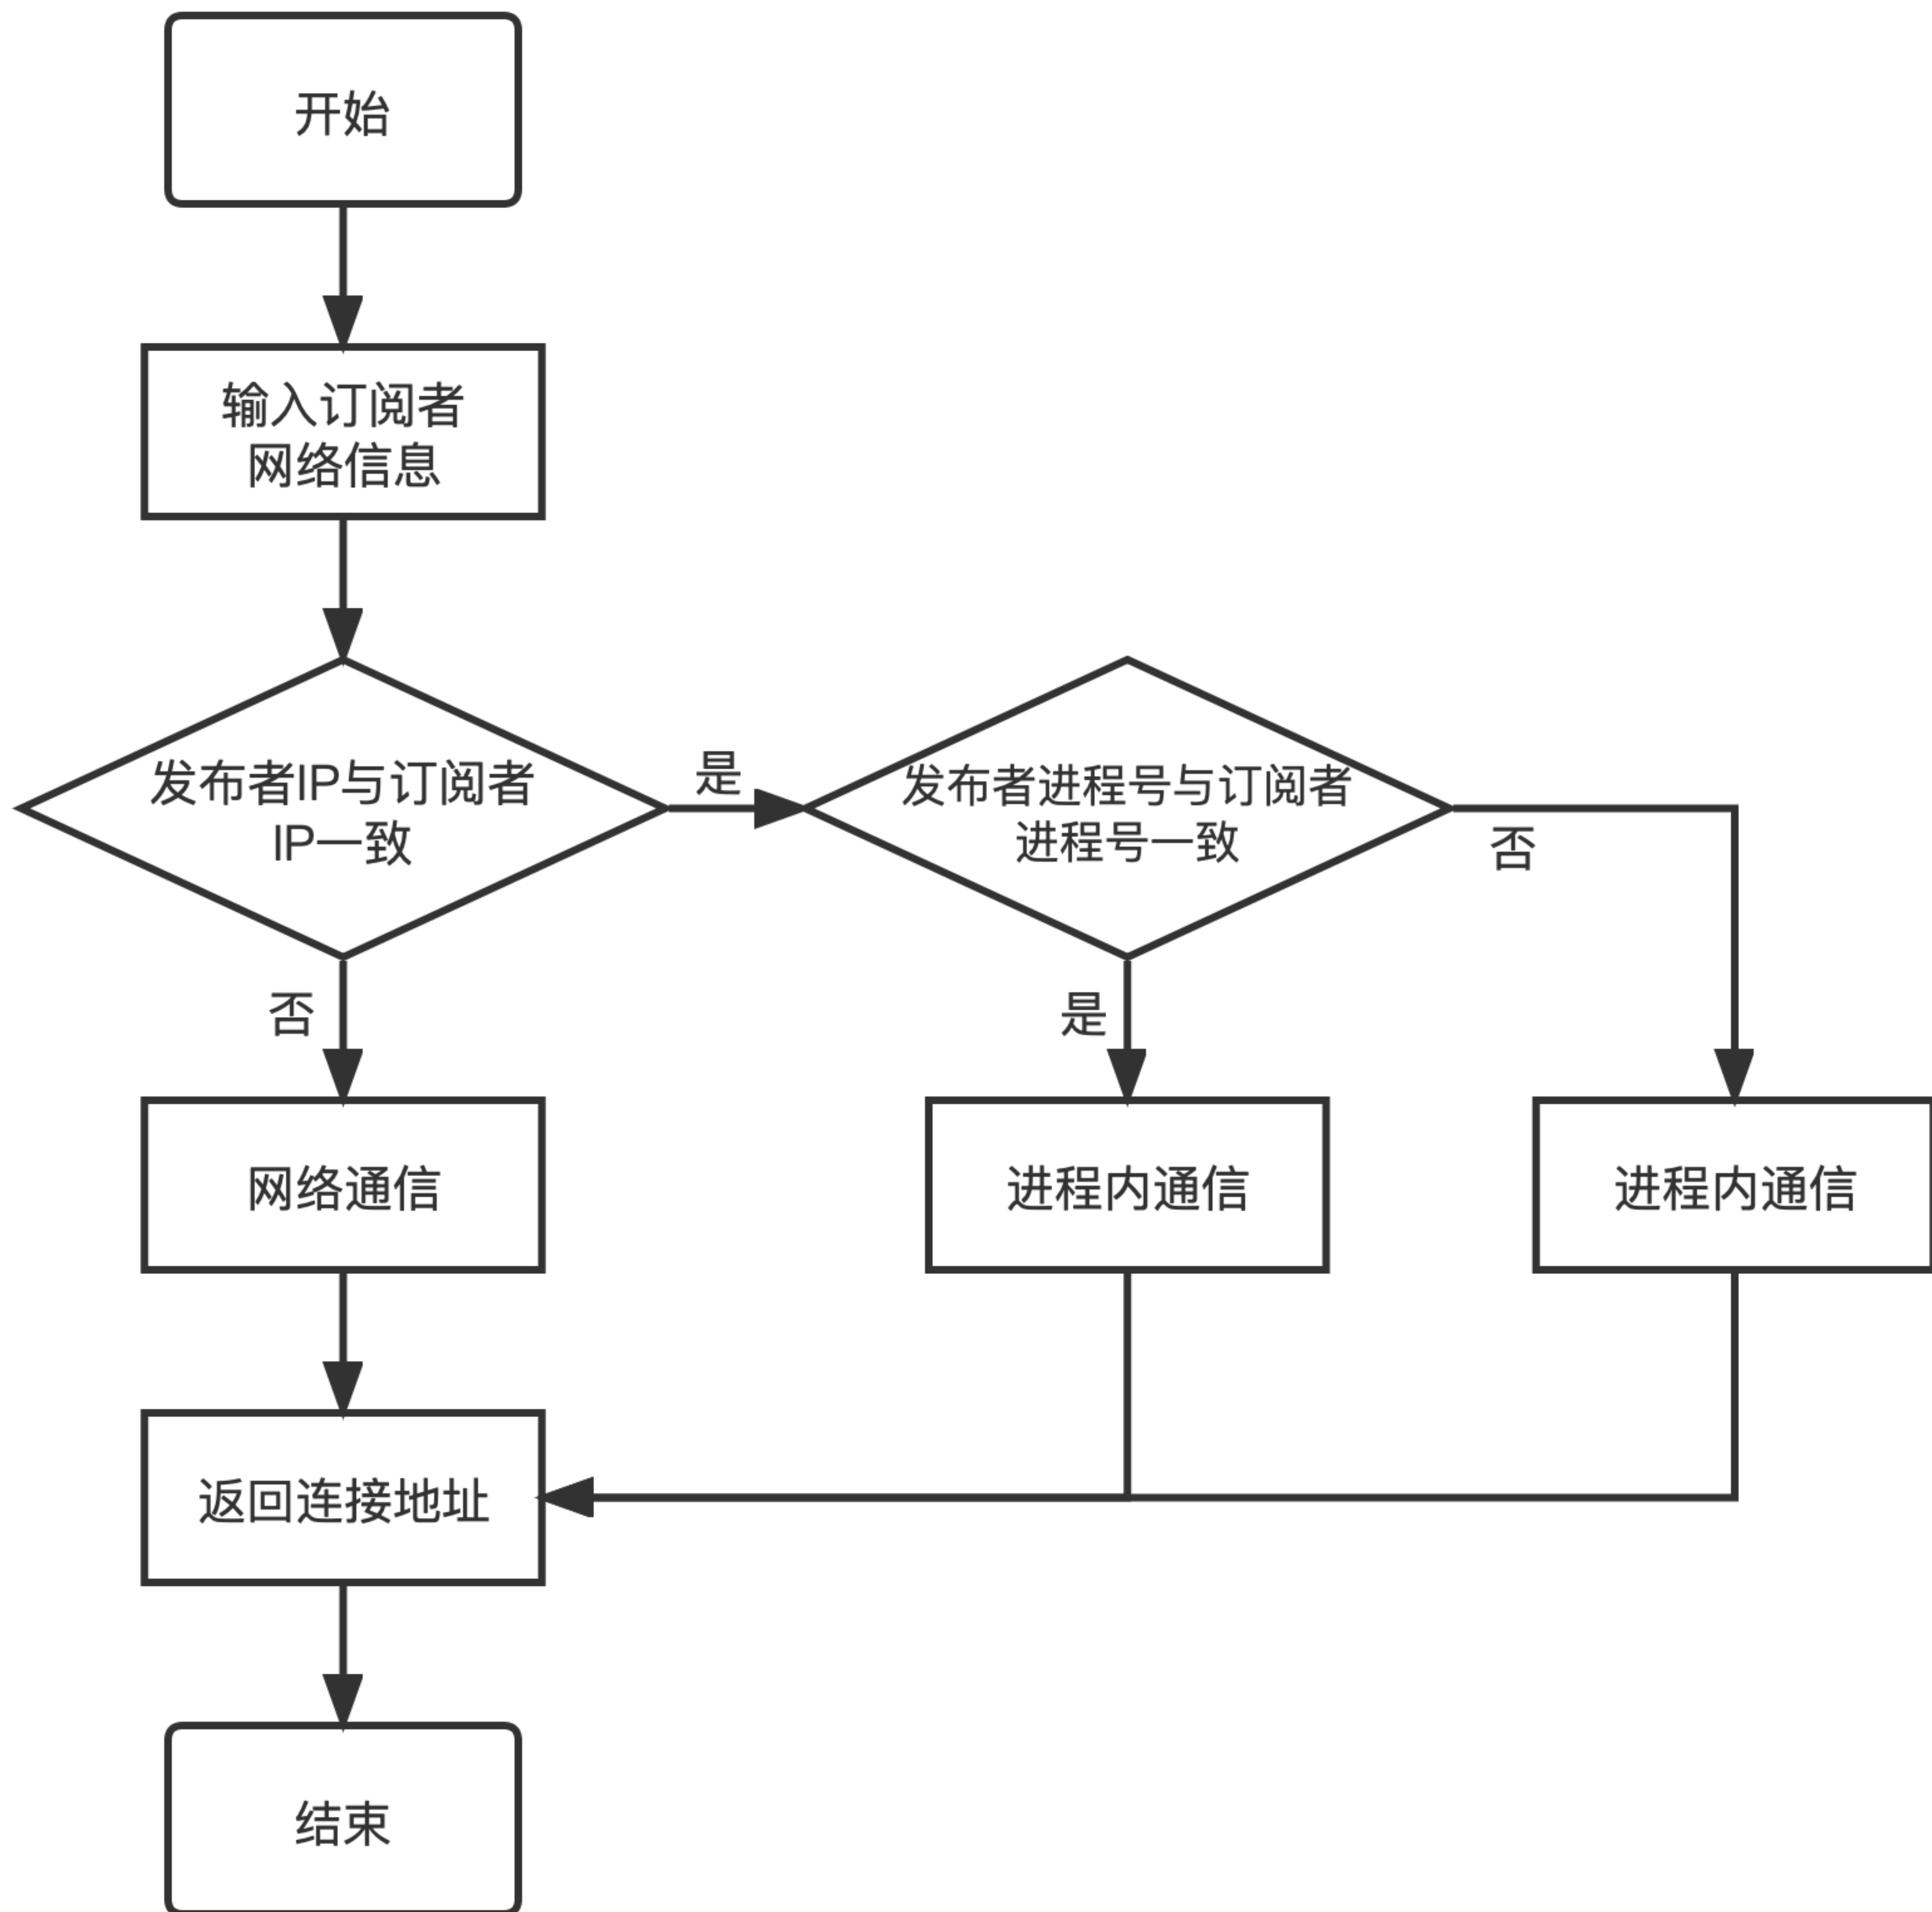 开始
输入订阅者
网络信息
发布者IP与订阅者
IP一致
是
发布者进程号与订阅者
进程号一致
否
否
是
网络通信
进程内通信
进程内通信
返回连接地址
结束